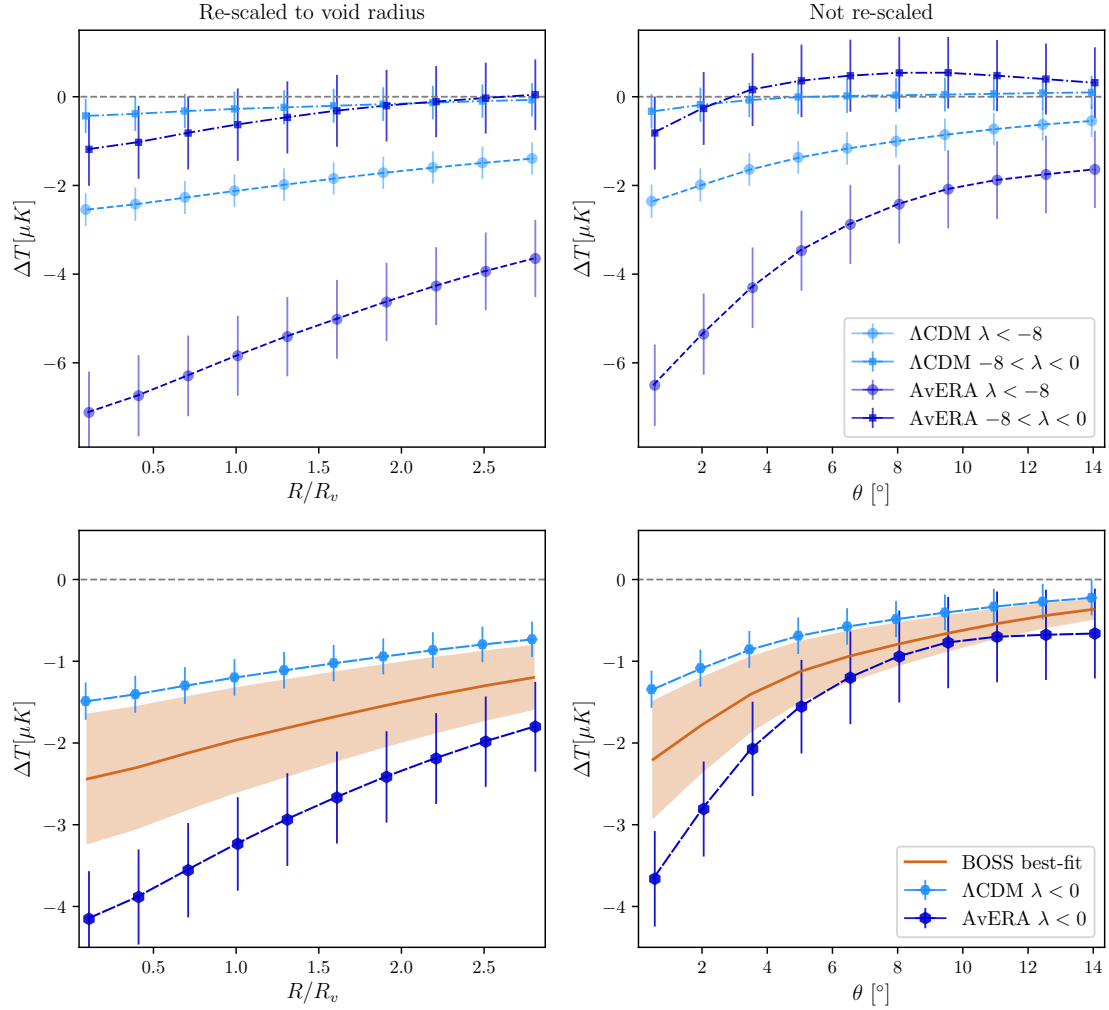 Re-scaled to void radius
Not re-scaled
0
−2
−4
−6
ΔT[μK]
0.5 1.0 1.5 2.0 2.5
R/R_v
0
−2
−4
−6
ΔT[μK]
2 4 6 8 10 12 14
θ [°]
ΛCDM λ < −8
ΛCDM −8 < λ < 0
AvERA λ < −8
AvERA −8 < λ < 0
0
−1
−2
−3
−4
ΔT[μK]
0.5 1.0 1.5 2.0 2.5
R/R_v
0
−1
−2
−3
−4
ΔT[μK]
2 4 6 8 10 12 14
θ [°]
BOSS best-fit
ΛCDM λ < 0
AvERA λ < 0